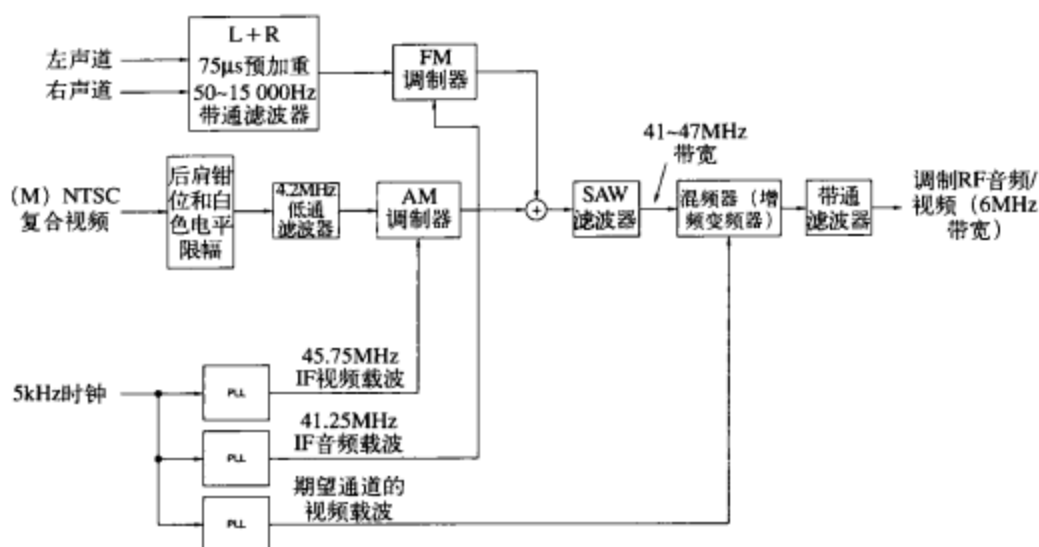 L+R
75μs预加重
50~15 000Hz
带通滤波器
左声道
右声道
FM
调制器
41~47MHz
带宽
(M) NTSC
复合视频
后肩钳
位和白
色电平
限幅
4.2MHz
低通
滤波器
AM
调制器
+
SAW
滤波器
混频器（增
频变频器）
带通
滤波器
调制RF音频/
视频（6MHz
带宽）
5kHz时钟
PLL
45.75MHz
IF视频载波
PLL
41.25MHz
IF音频载波
PLL
期望通道的
视频载波